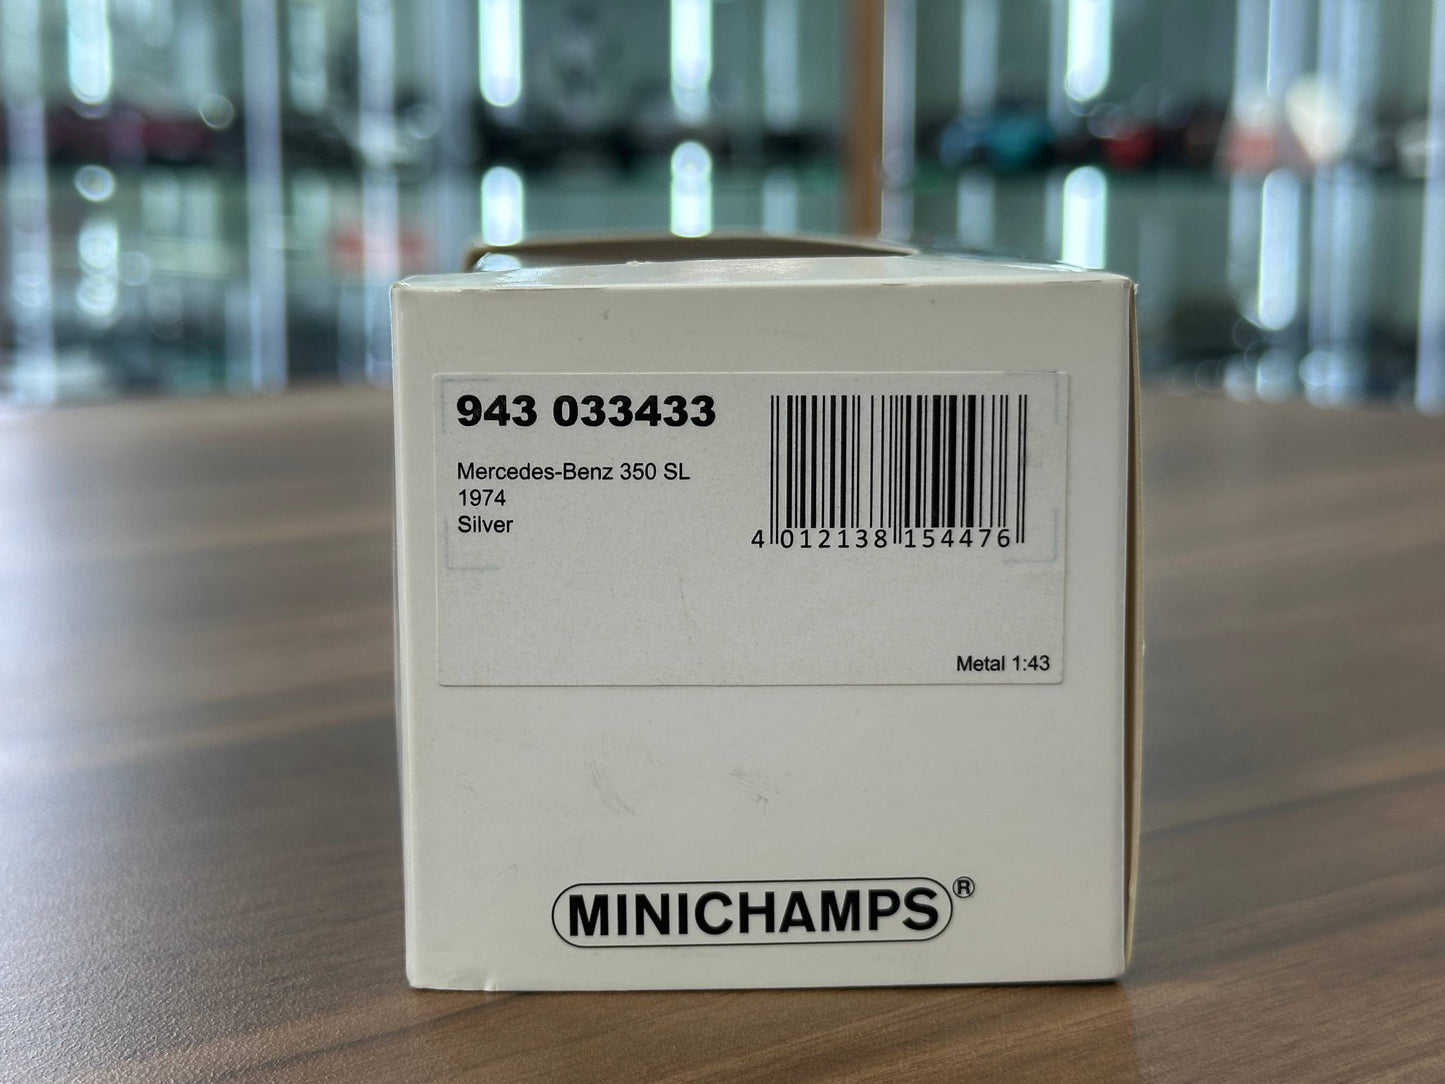 943 033433
Mercedes-Benz 350 SL
1974
Silver
4 012138 154476
Metal 1:43
MINICHAMPS®